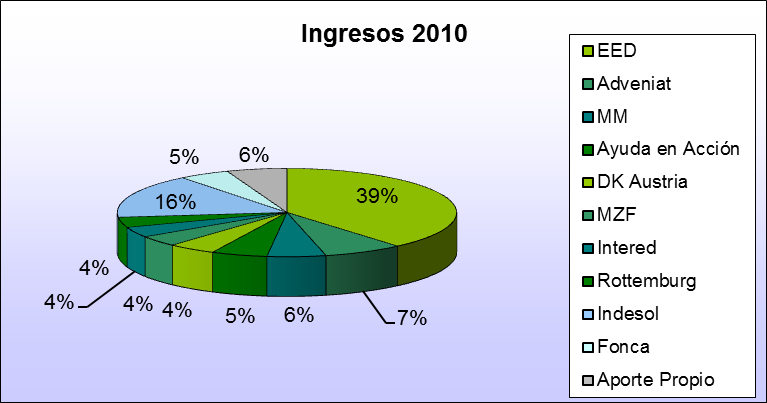 Ingresos 2010
EED
Adveniat
MM
Ayuda en Acción
DK Austria
MZF
Intered
Rottemburg
Indesol
Fonca
Aporte Propio
5%
6%
16%
39%
4%
4%
4%
4%
5%
6%
7%